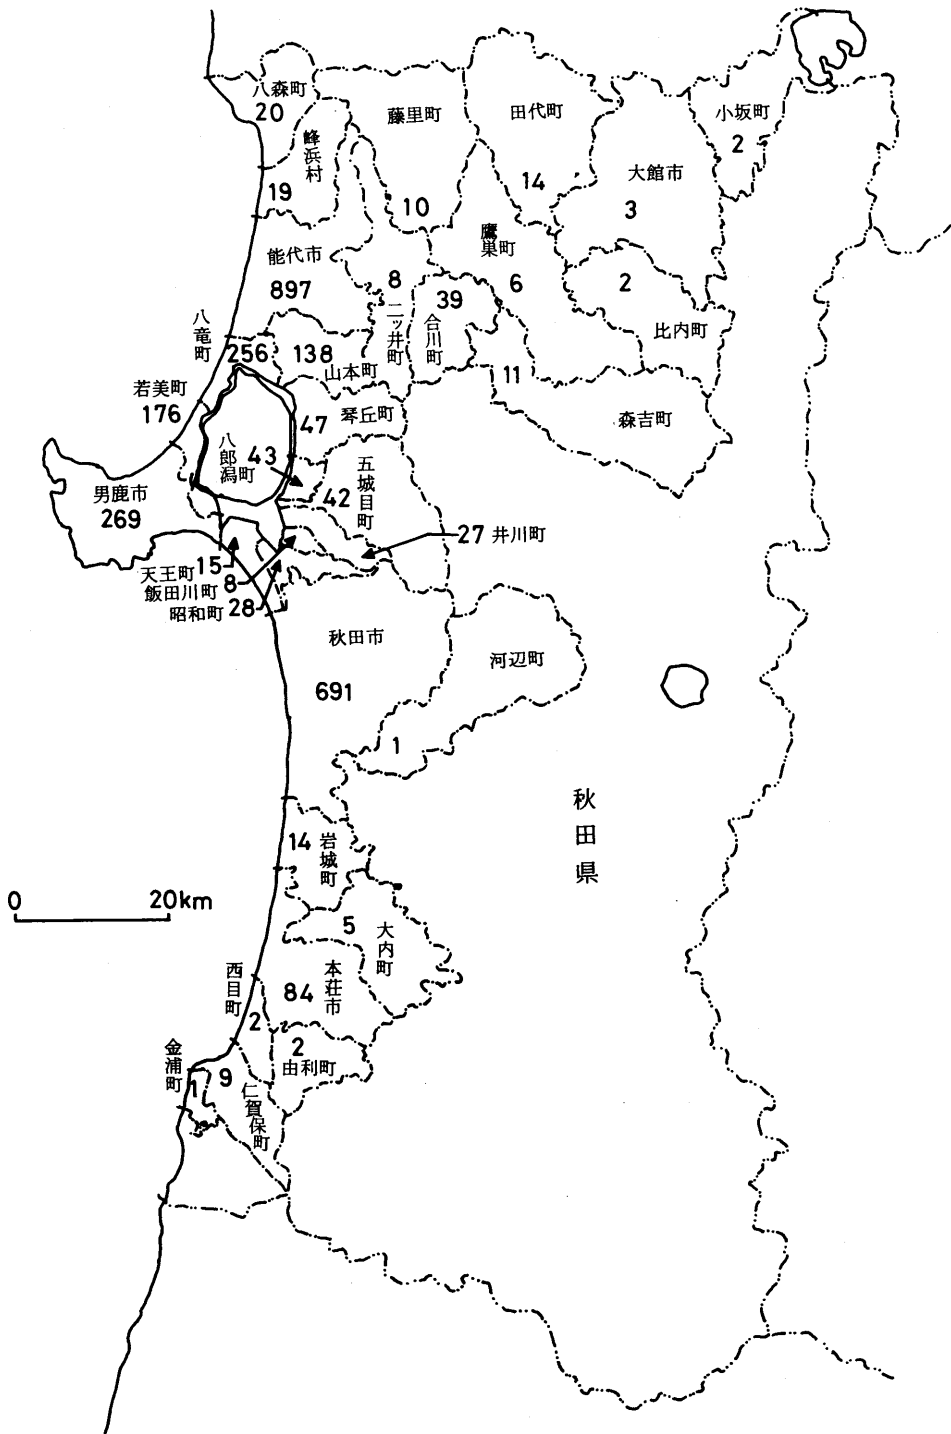 八森町
20
峰浜村
19
藤里町
10
田代町
14
小坂町
2
大館市
3
鷹巣町
6
能代市
897
8
二ッ井町
39
合川町
2
比内町
八竜町
256
138
山本町
11
森吉町
若美町
176
47
琴丘町
八郎潟町
43
五城目町
42
男鹿市
269
27 井川町
天王町 15
飯田川町 8
昭和町 28
秋田市
691
河辺町
1
秋田県
14
岩城町
0 20km
5
大内町
西目町
2
84
本荘市
2
由利町
金浦町
1
9
仁賀保町